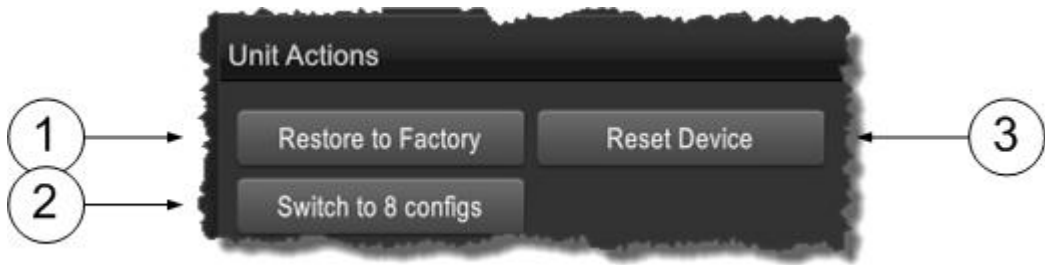 Unit Actions
1 Restore to Factory Reset Device 3
2 Switch to 8 configs